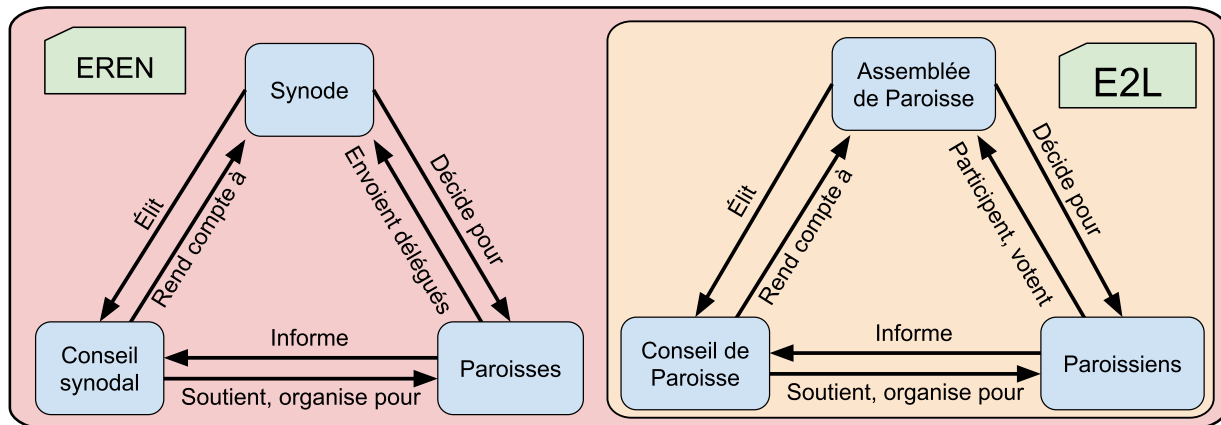 EREN
Synode
Élit
Rend compte à
Envoient délégués
Décide pour
Conseil
synodal
Informe
Soutient, organise pour
Paroisses
E2L
Assemblée
de Paroisse
Élit
Rend compte à
Participent, votent
Décide pour
Conseil de
Paroisse
Informe
Soutient, organise pour
Paroissiens